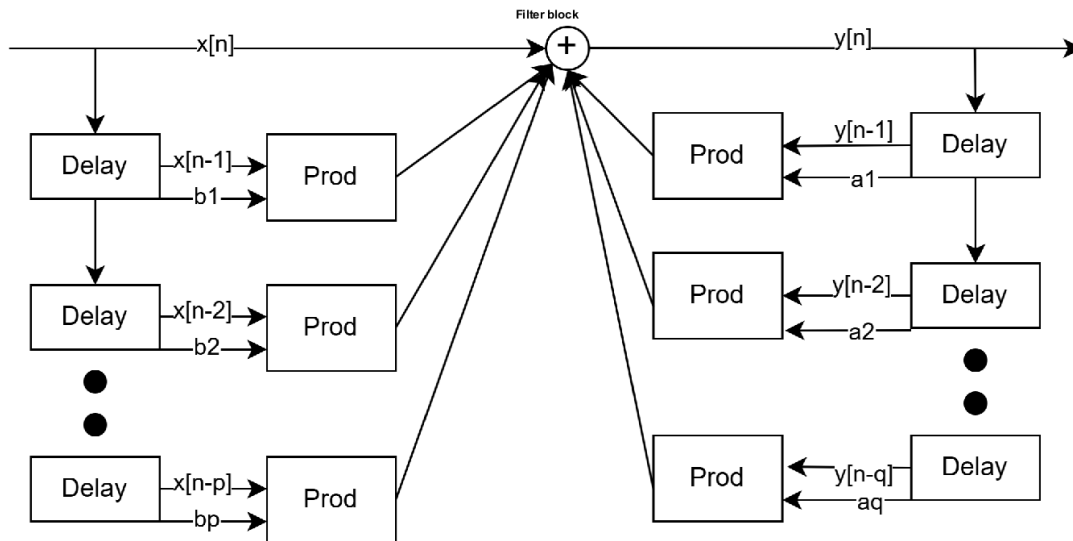 Filter block
x[n]
+
y[n]
Delay
x[n-1]
b1
Prod
Prod
y[n-1]
a1
Delay
Delay
x[n-2]
b2
Prod
Prod
y[n-2]
a2
Delay
Delay
x[n-p]
bp
Prod
Prod
y[n-q]
aq
Delay